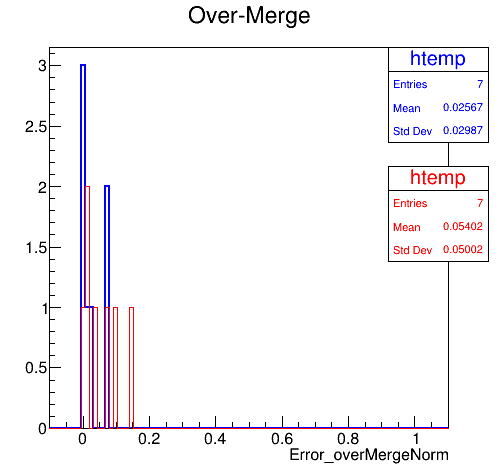 Over-Merge
htemp
Entries 7
Mean 0.02567
Std Dev 0.02987
htemp
Entries 7
Mean 0.05402
Std Dev 0.05002
3
2.5
2
1.5
1
0.5
0
0 0.2 0.4 0.6 0.8 1
Error_overMergeNorm